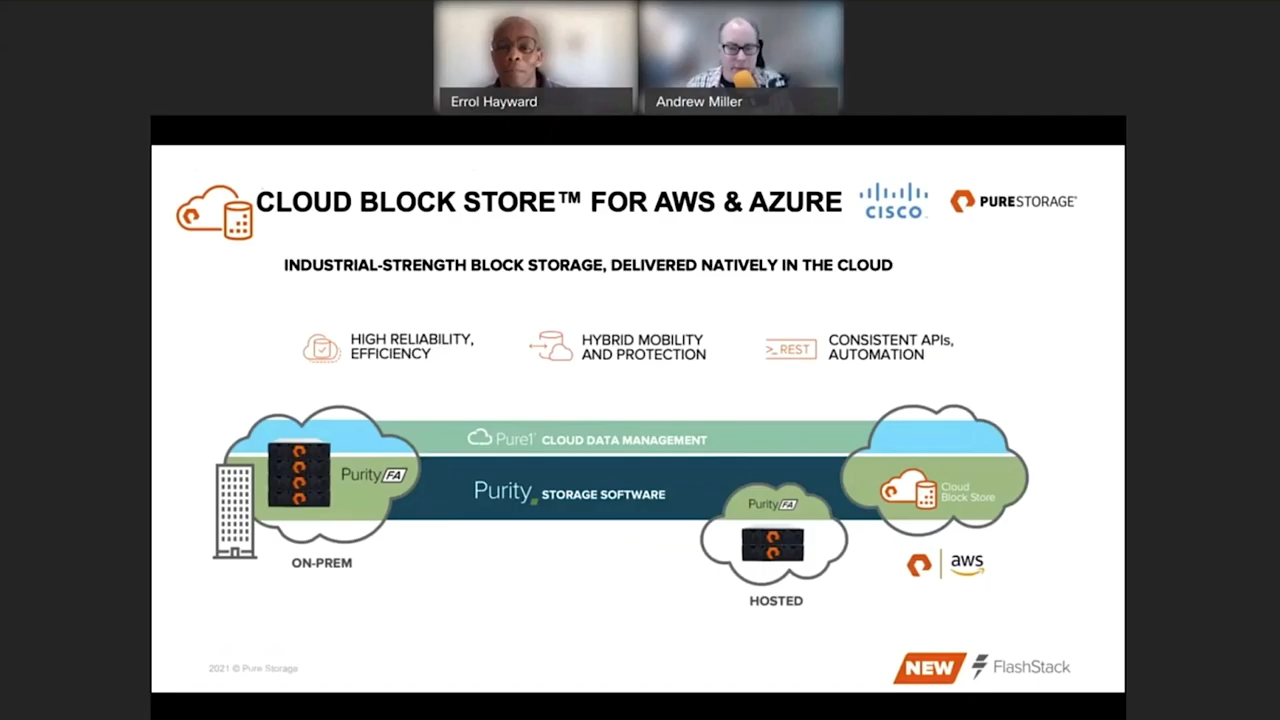 Errol Hayward
Andrew Miller
CLOUD BLOCK STORE™ FOR AWS & AZURE
CISCO
PURESTORAGE®
INDUSTRIAL-STRENGTH BLOCK STORAGE, DELIVERED NATIVELY IN THE CLOUD
HIGH RELIABILITY,
EFFICIENCY
HYBRID MOBILITY
AND PROTECTION
>_REST
CONSISTENT APIs,
AUTOMATION
Pure1® CLOUD DATA MANAGEMENT
Purity STORAGE SOFTWARE
Purity FA
Purity FA
Cloud
Block Store
ON-PREM
HOSTED
aws
2021 © Pure Storage
NEW
FlashStack